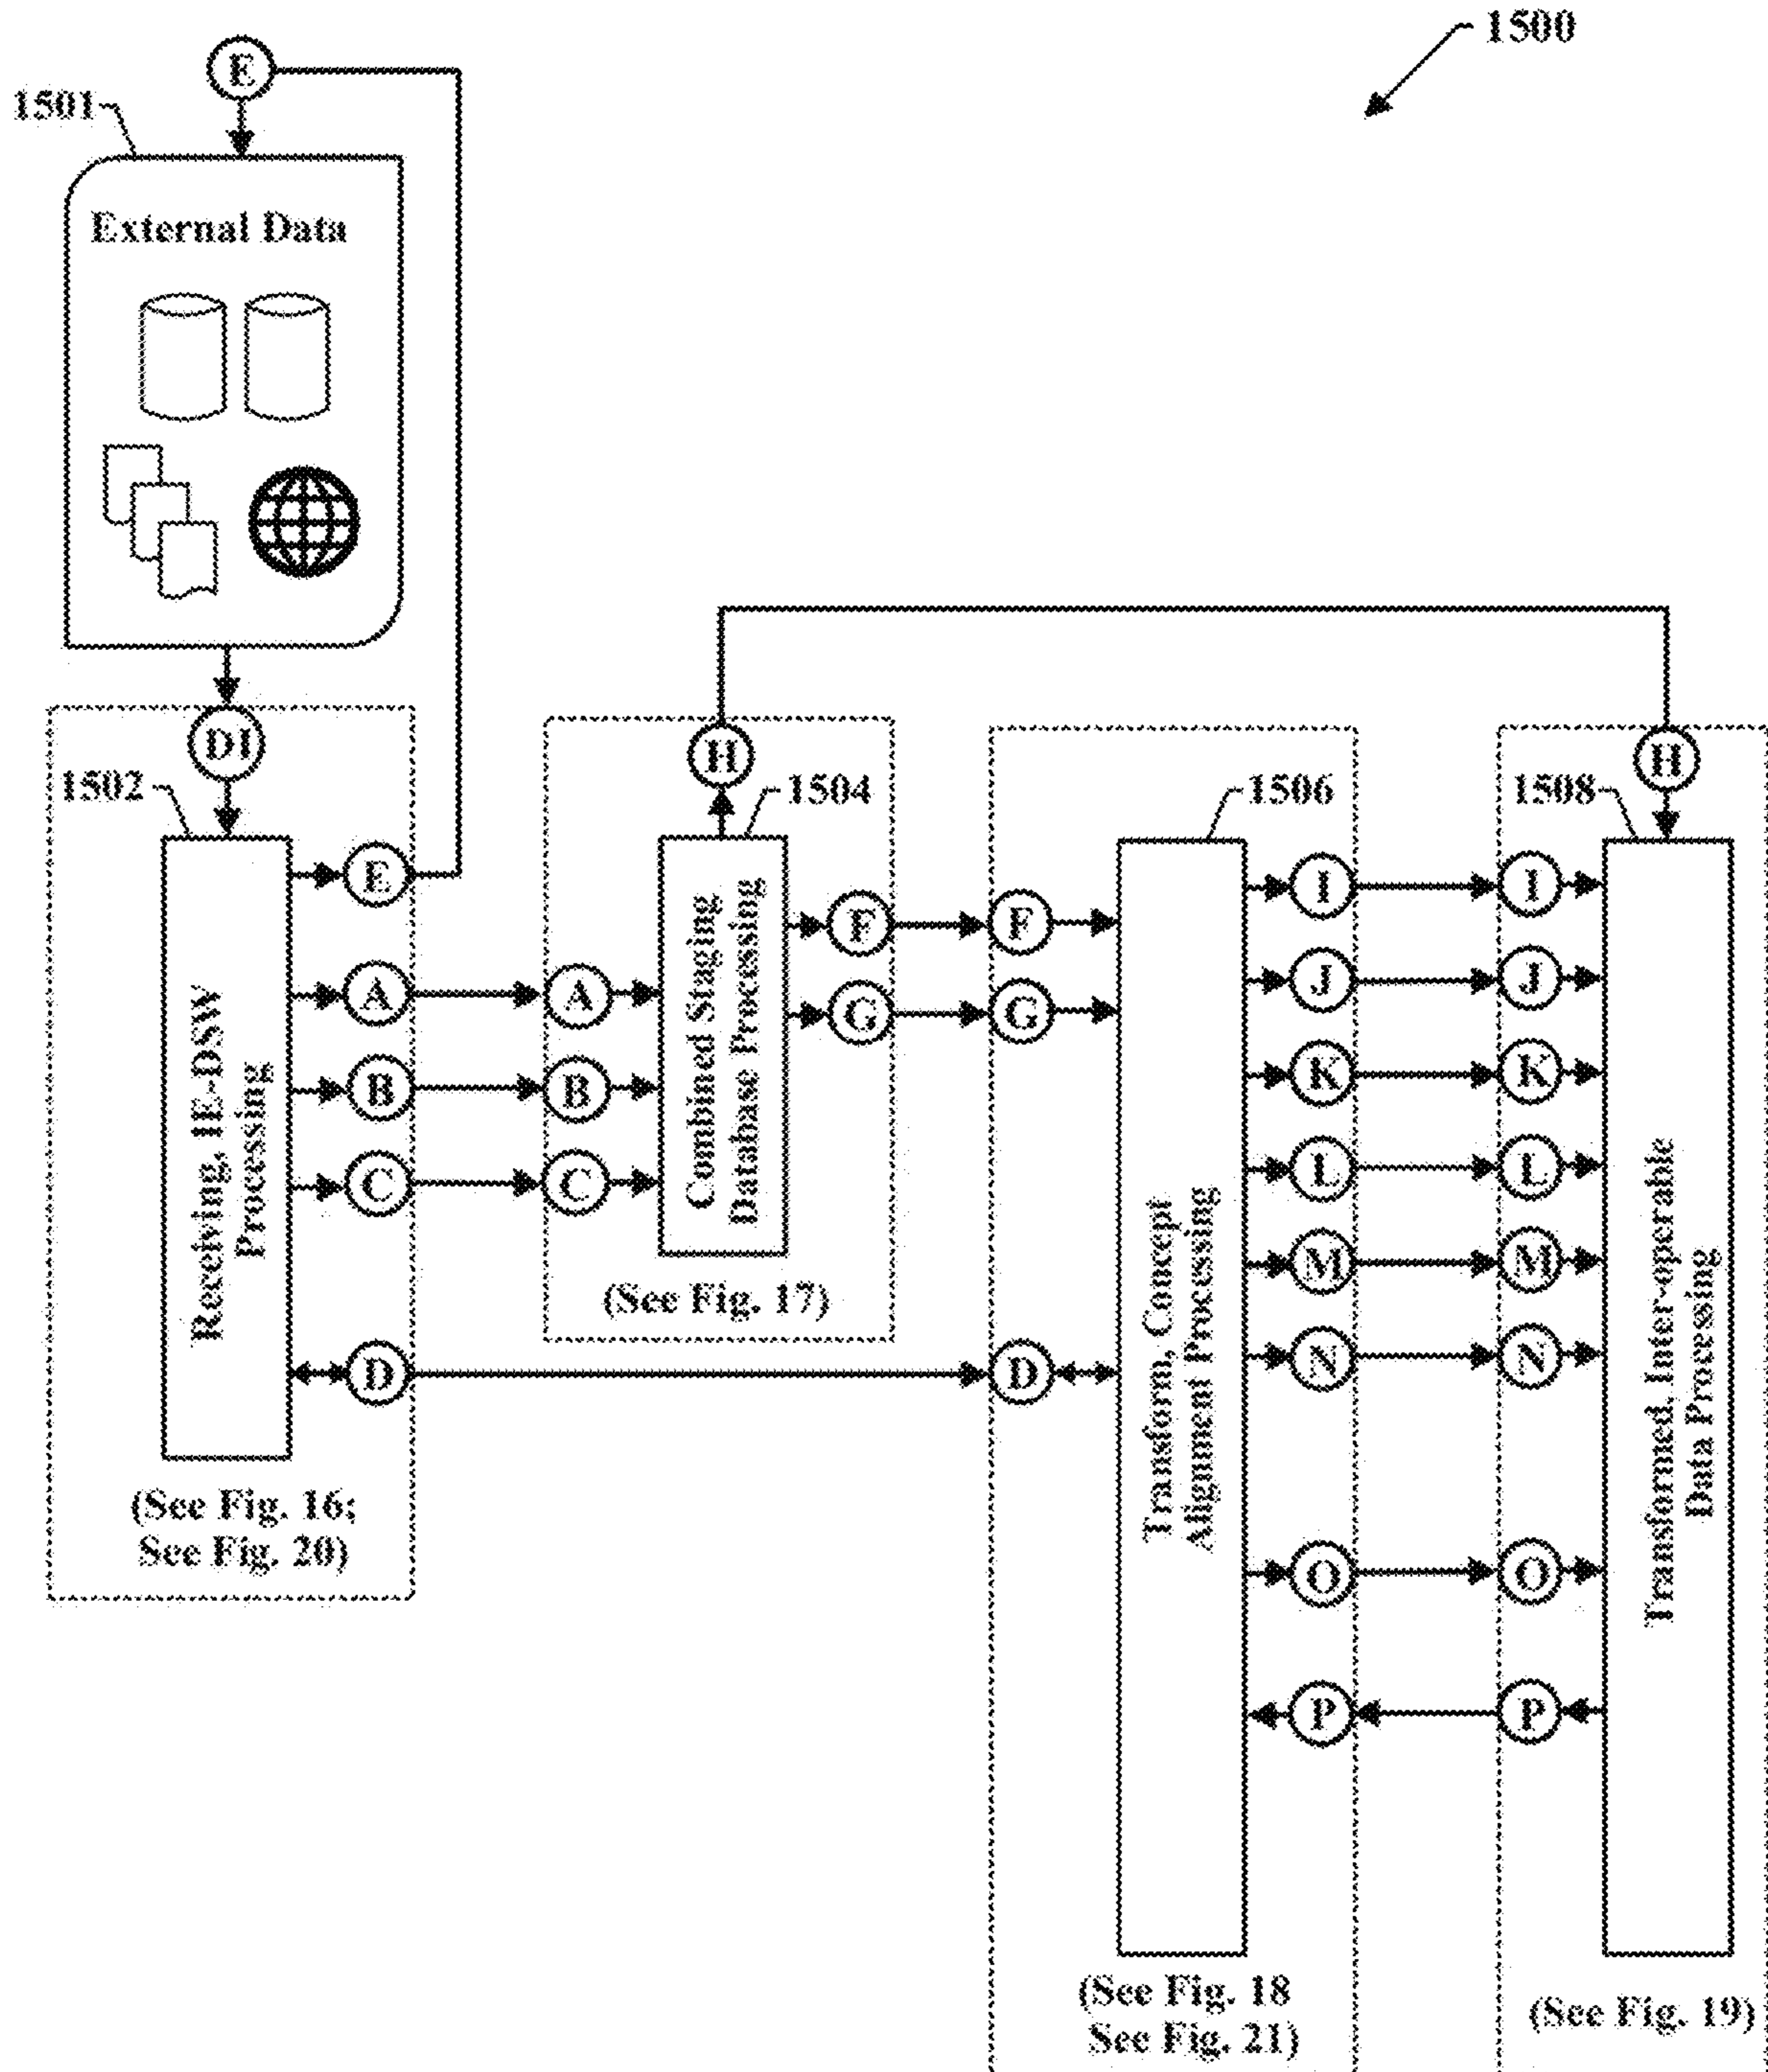 1500
E
1501
External Data
DI
1502
Receiving, IE-DSW
Processing
E
A
B
C
D
(See Fig. 16;
See Fig. 20)
H
1504
Combined Staging
Database Processing
A
B
C
F
G
(See Fig. 17)
1506
Transform, Concept
Alignment Processing
F
G
D
I
J
K
L
M
N
O
P
(See Fig. 18
See Fig. 21)
H
1508
Transformed, Inter-operable
Data Processing
I
J
K
L
M
N
O
P
(See Fig. 19)